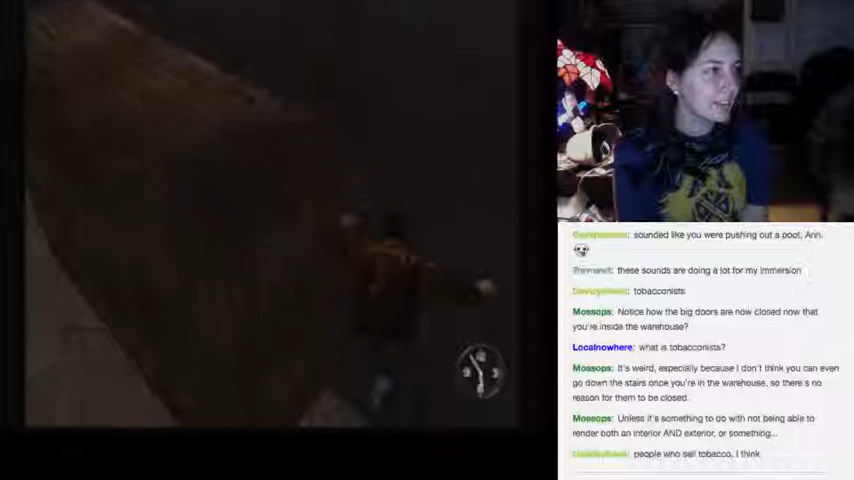 sounded like you were pushing out a poot, Ann.
these sounds are doing a lot for my immersion
tobacconists
Mossops: Notice how the big doors are now closed now that
you're inside the warehouse?
Localnowhere: what is tobacconists?
Mossops: It's weird, especially because I don't think you can even
go down the stairs once you're in the warehouse, so there's no
reason for them to be closed.
Mossops: Unless it's something to do with not being able to
render both an interior AND exterior, or something...
people who sell tobacco, I think